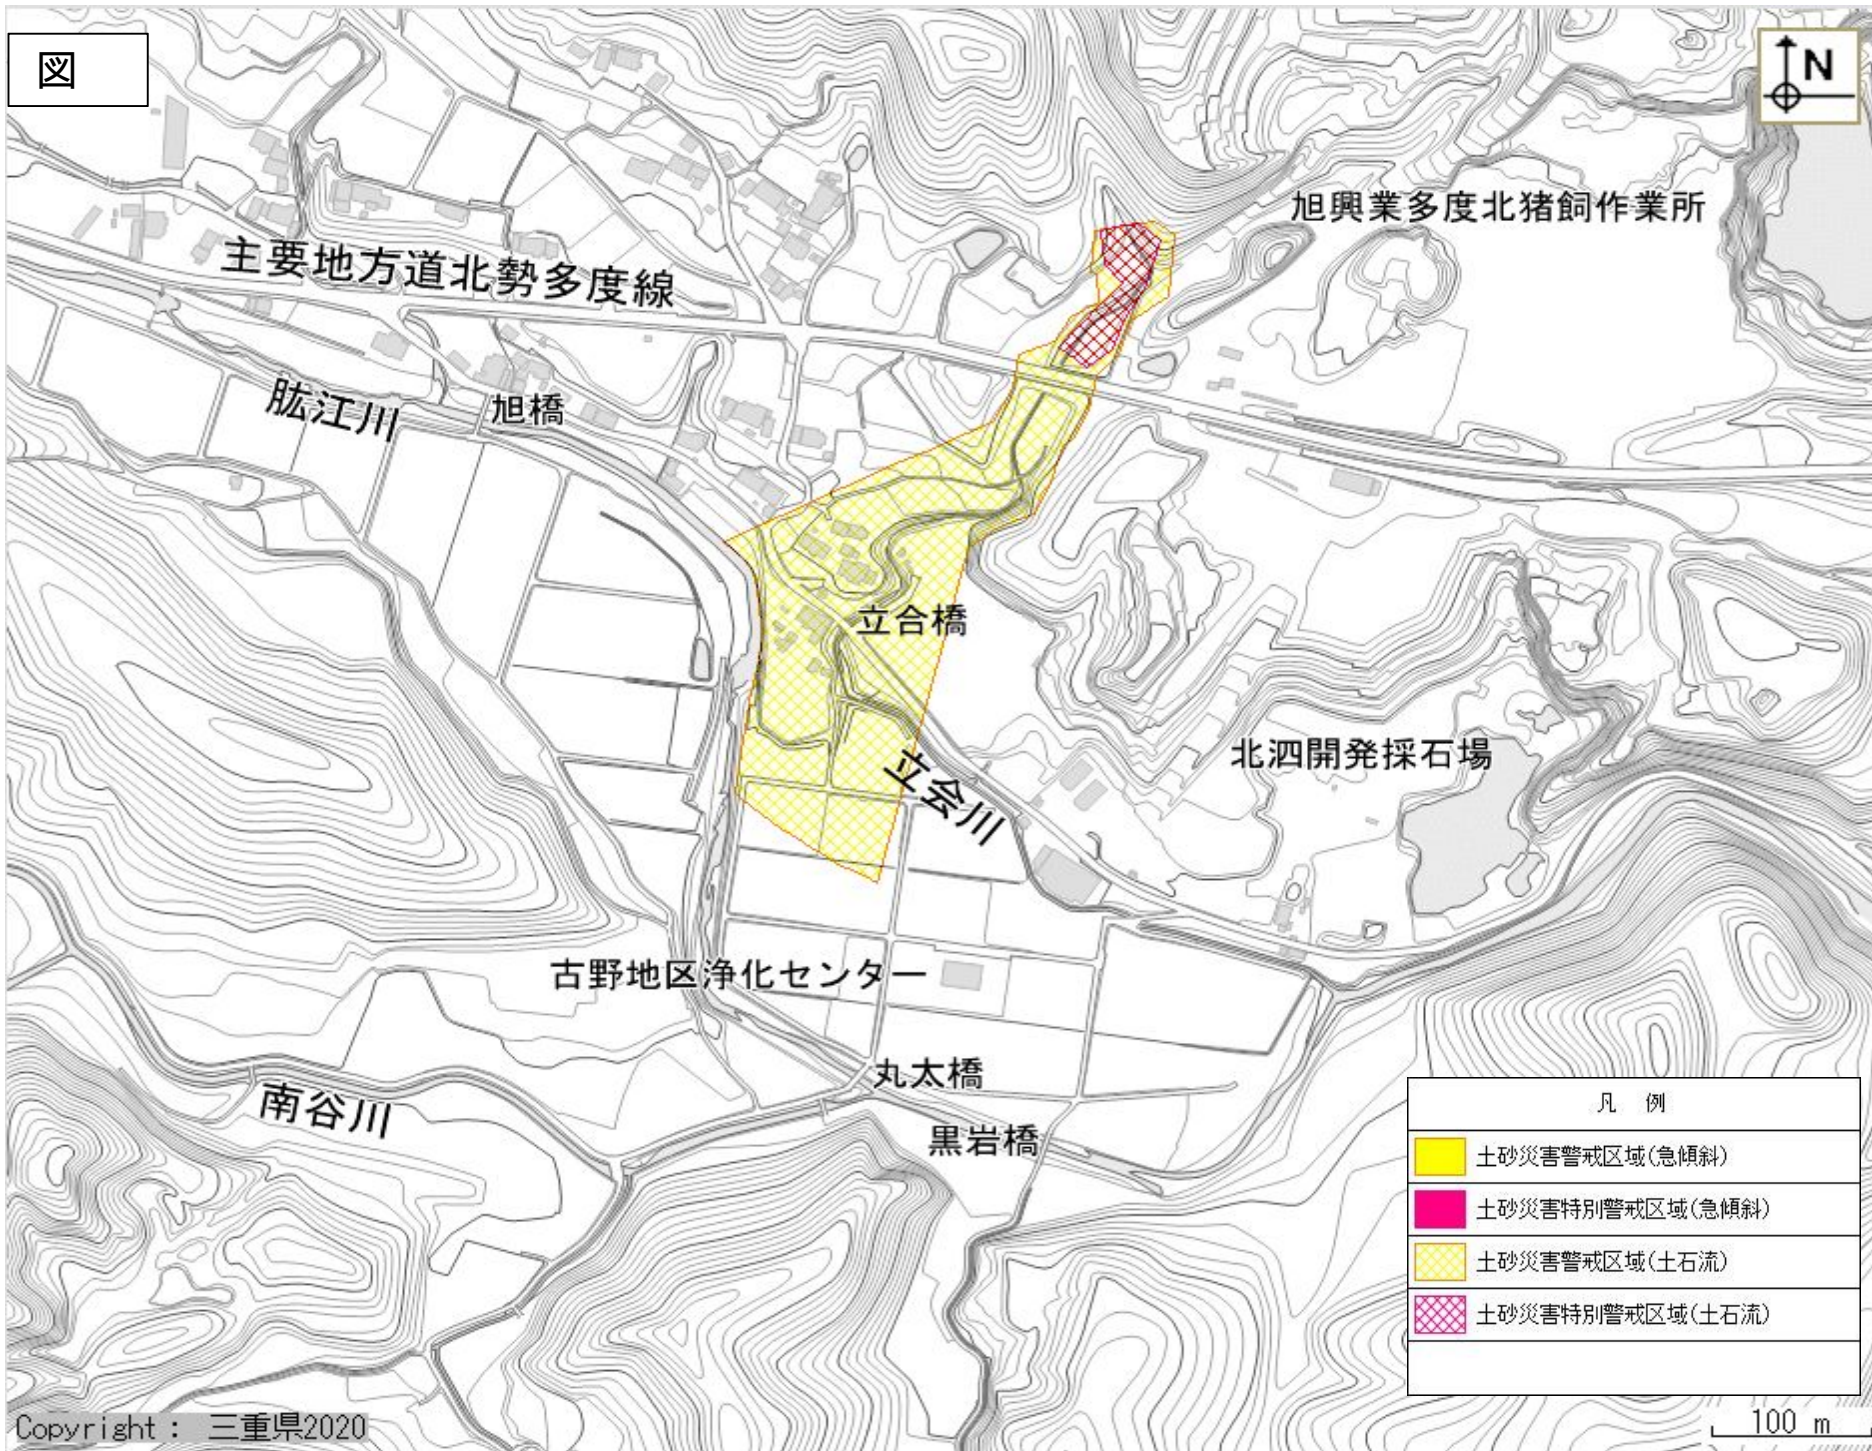 図
N
旭興業多度北猪飼作業所
主要地方道北勢多度線
肱江川
旭橋
立合橋
北泗開発採石場
立会川
古野地区浄化センター
丸太橋
南谷川
黒岩橋
凡 例
土砂災害警戒区域(急傾斜)
土砂災害特別警戒区域(急傾斜)
土砂災害警戒区域(土石流)
土砂災害特別警戒区域(土石流)
Copyright： 三重県2020
100 m